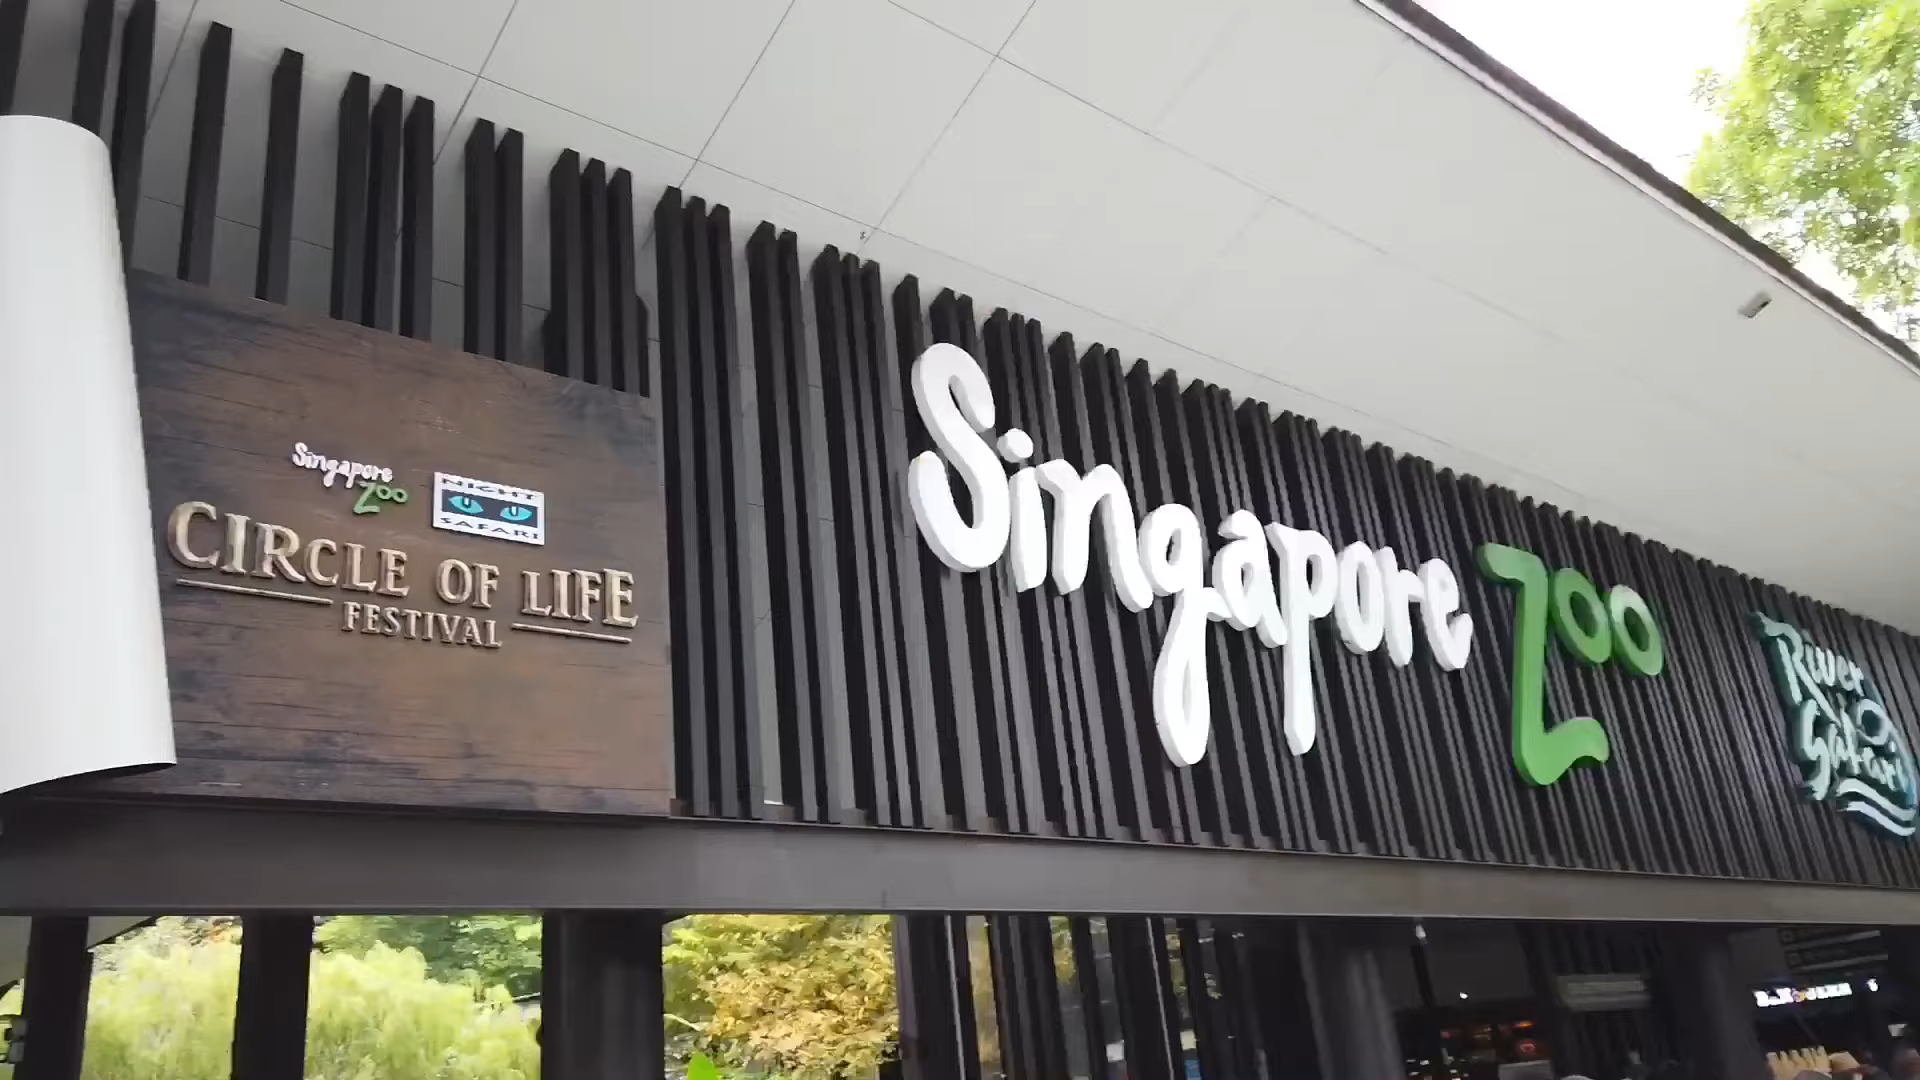 Singapore
Zoo
NIGHT
SAFARI
CIRCLE OF LIFE
FESTIVAL
Singapore
Zoo
River
Safari